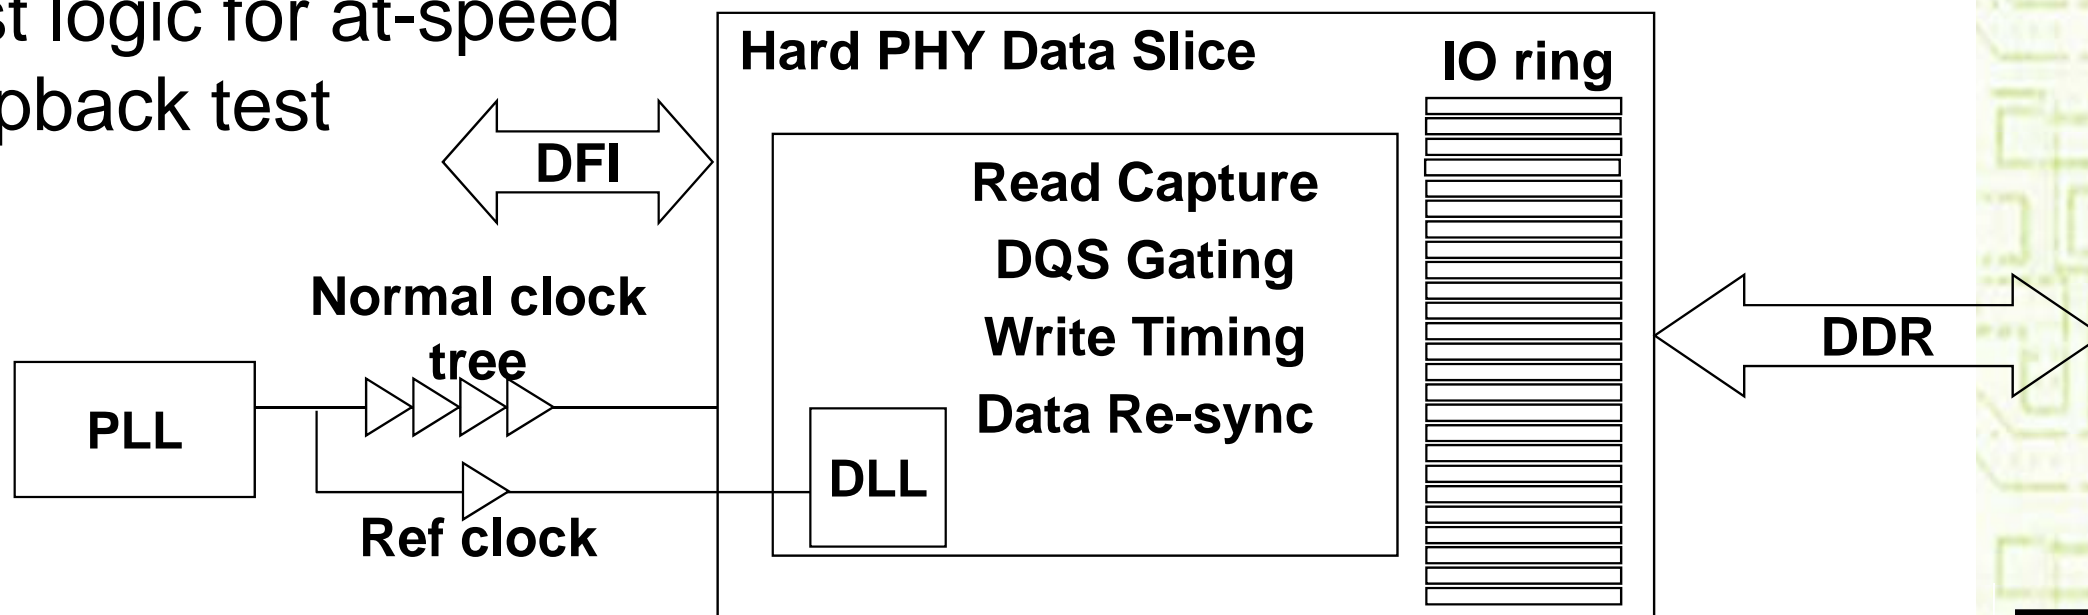 st logic for at-speed
pback test
Hard PHY Data Slice
IO ring
DFI
Read Capture
DQS Gating
Write Timing
Data Re-sync
Normal clock
tree
PLL
DLL
Ref clock
DDR